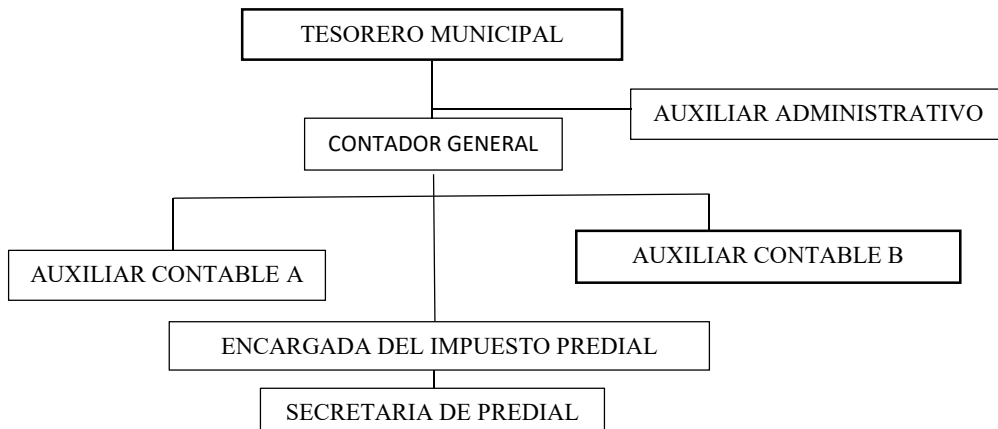 TESORERO MUNICIPAL
AUXILIAR ADMINISTRATIVO
CONTADOR GENERAL
AUXILIAR CONTABLE A
AUXILIAR CONTABLE B
ENCARGADA DEL IMPUESTO PREDIAL
SECRETARIA DE PREDIAL